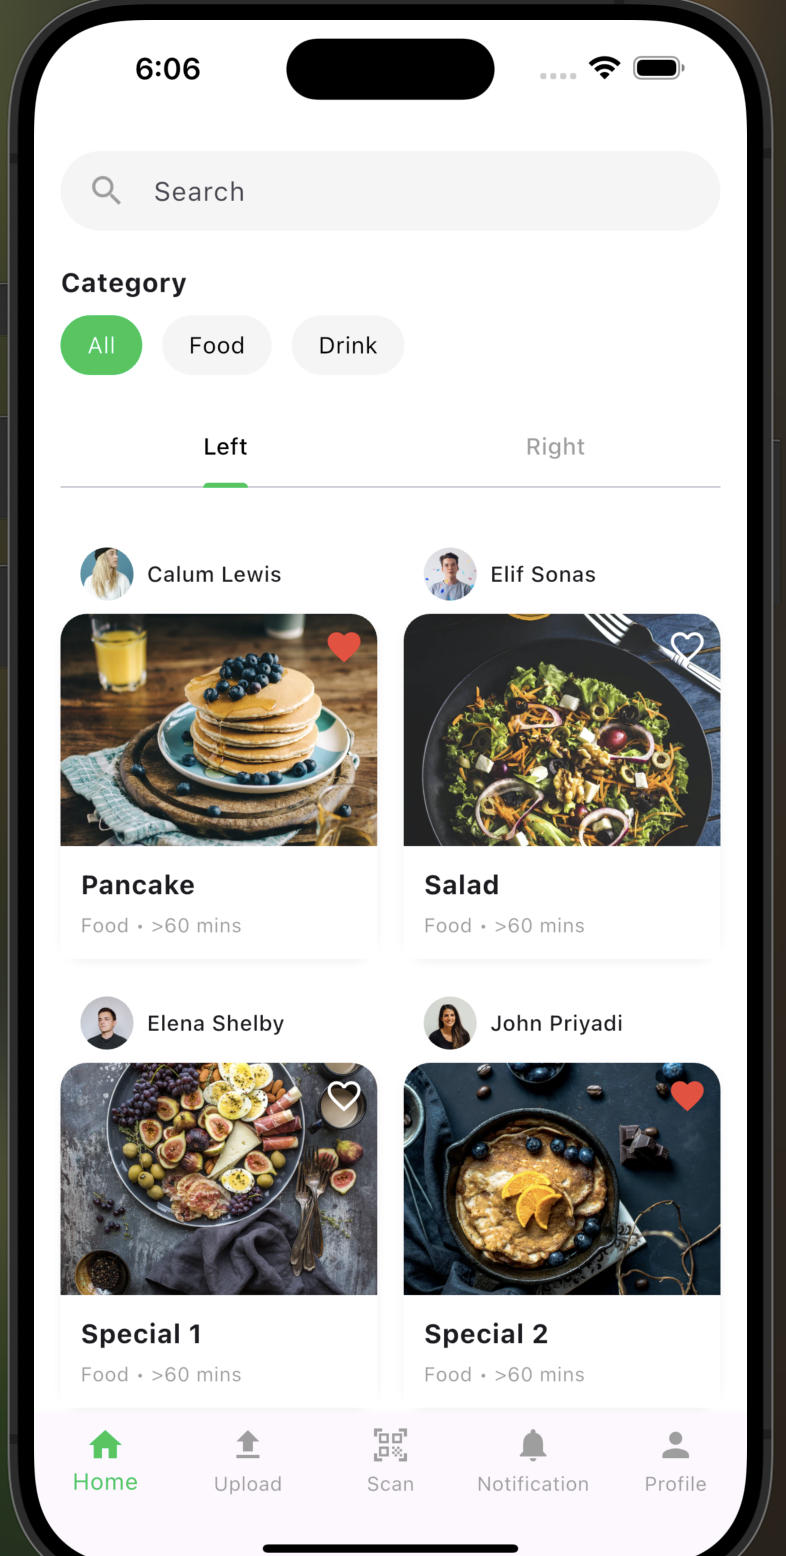 6:06
Search
Category
All Food Drink
Left Right
Calum Lewis Elif Sonas
Pancake Salad
Food • >60 mins Food • >60 mins
Elena Shelby John Priyadi
Special 1 Special 2
Food • >60 mins Food • >60 mins
Home Upload Scan Notification Profile